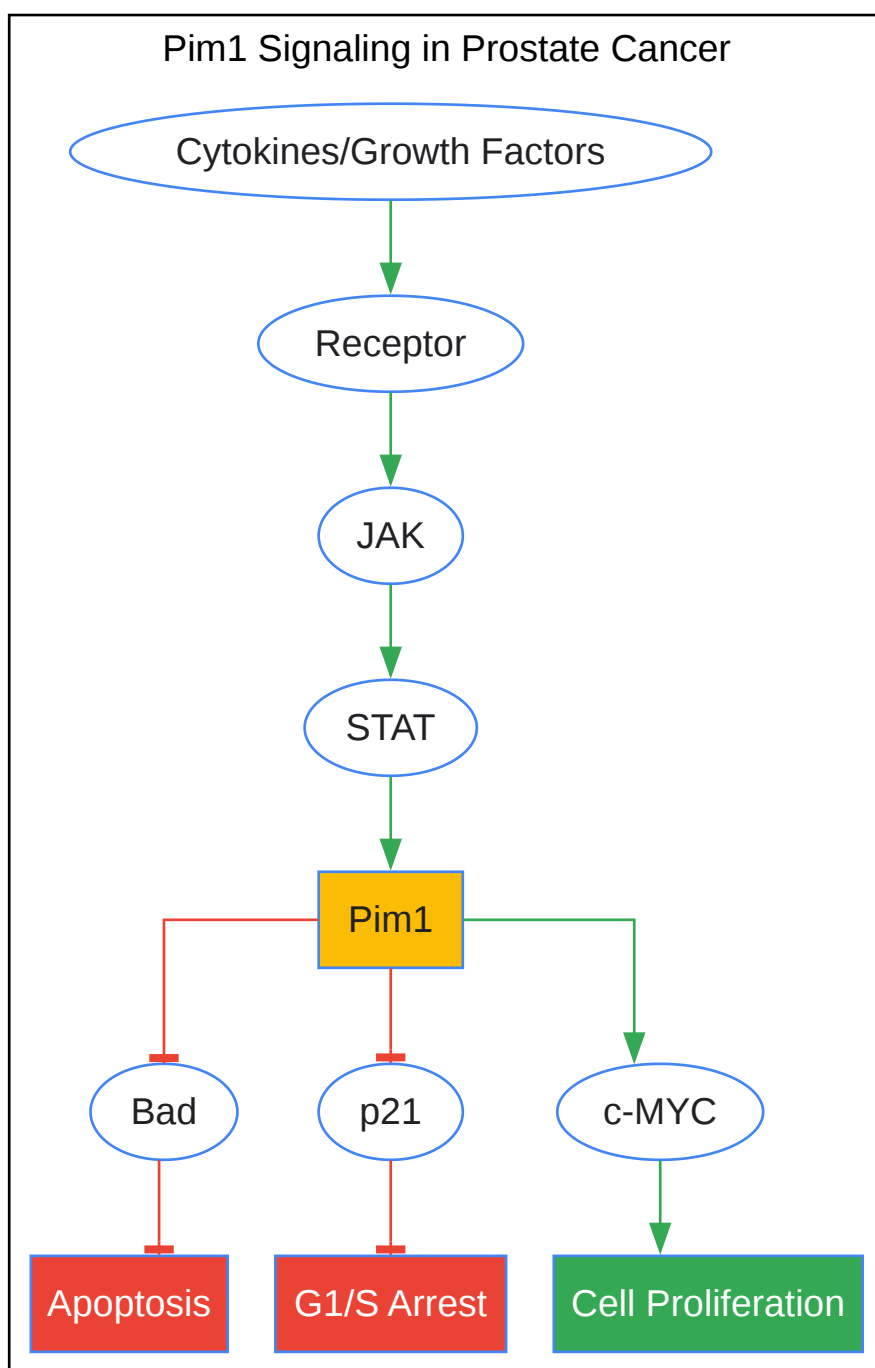 Pim1 Signaling in Prostate Cancer
Cytokines/Growth Factors
Receptor
JAK
STAT
Pim1
Bad
p21
c-MYC
Apoptosis
G1/S Arrest
Cell Proliferation